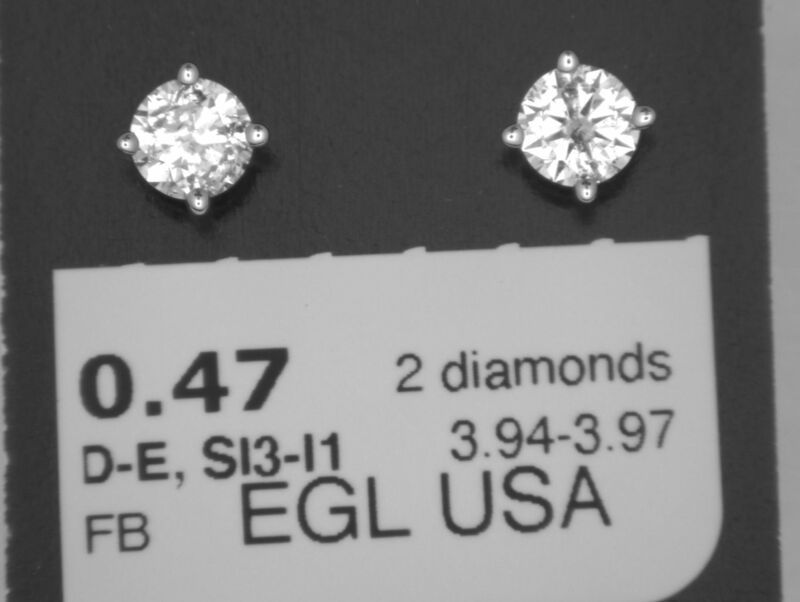 0.47 2 diamonds
D-E, SI3-I1 3.94-3.97
FB EGL USA